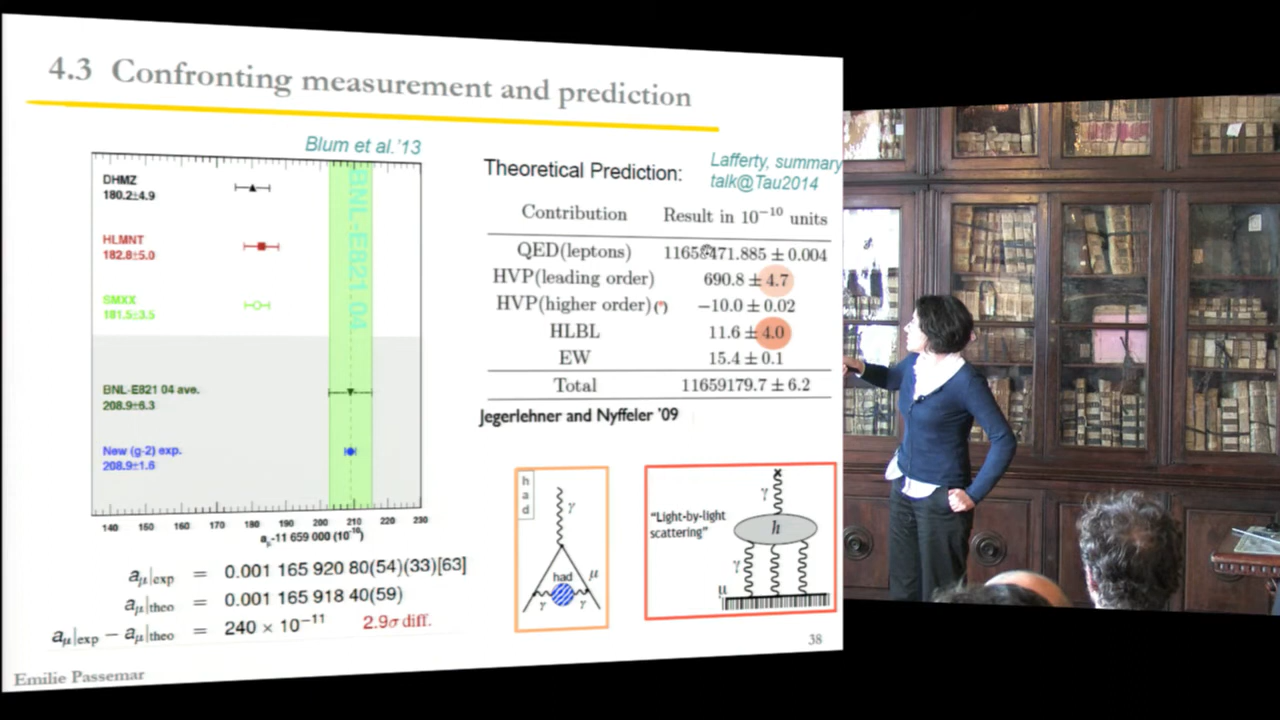 4.3 Confronting measurement and prediction
Blum et al.'13
DHMZ
180.2±4.9
HLMNT
182.8±5.0
SMXX
181.5±3.5
BNL-E821 04
BNL-E821 04 ave.
208.9±6.3
New (g-2) exp.
208.9±1.6
140 150 160 170 180 190 200 210 220 230
aμ-11 659 000 (10⁻¹⁰)
aμ|exp = 0.001 165 920 80(54)(33)[63]
aμ|theo = 0.001 165 918 40(59)
aμ|exp − aμ|theo = 240 × 10⁻¹¹ 2.9σ diff.
Theoretical Prediction:
Lafferty, summary
talk@Tau2014
Contribution Result in 10⁻¹⁰ units
QED(leptons) 11658471.885 ± 0.004
HVP(leading order) 690.8 ± 4.7
HVP(higher order)(*) −10.0 ± 0.02
HLBL 11.6 ± 4.0
EW 15.4 ± 0.1
Total 11659179.7 ± 6.2
Jegerlehner and Nyffeler '09
had
γ
had
μ
γ γ
"Light-by-light
scattering"
γ
h
γ
μ
38
Emilie Passemar